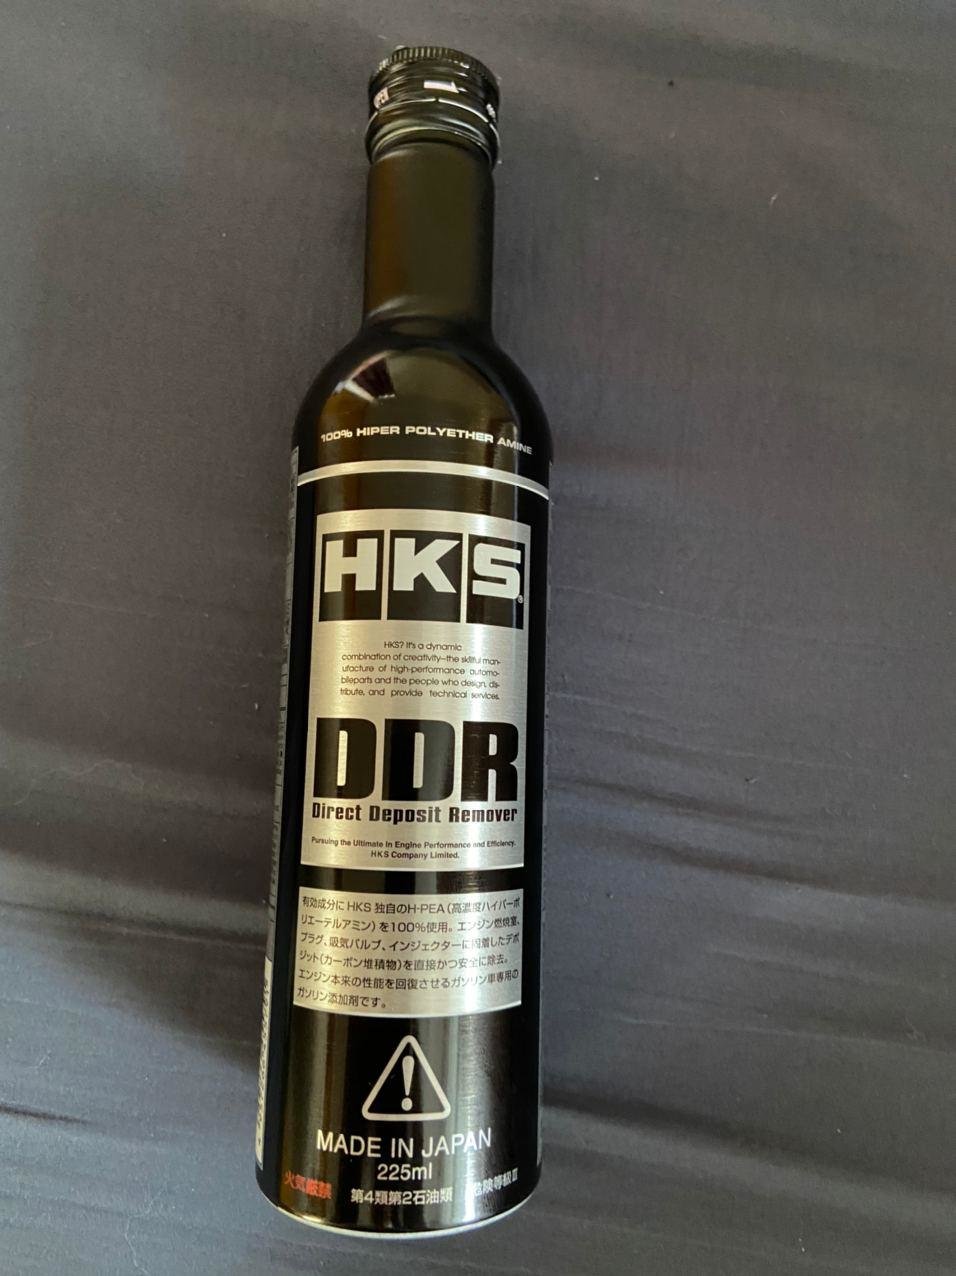 100% HIPER POLYETHER AMINE
HKS®
HKS? It's a dynamic
combination of creativity—the skillful man-
ufacture of high-performance automo-
bileparts and the people who design, dis-
tribute, and provide technical services.
DDR
Direct Deposit Remover
Pursuing the Ultimate in Engine Performance and Efficiency.
HKS Company Limited.
有効成分に HKS 独自のH-PEA（高濃度ハイパーポ
リエーテルアミン）を100%使用。エンジン燃焼室、
プラグ、吸気バルブ、インジェクターに固着したデポ
ジット（カーボン堆積物）を直接かつ安全に除去。
エンジン本来の性能を回復させるガソリン車専用の
ガソリン添加剤です。
MADE IN JAPAN
225ml
火気厳禁 第4類第2石油類 危険等級Ⅲ